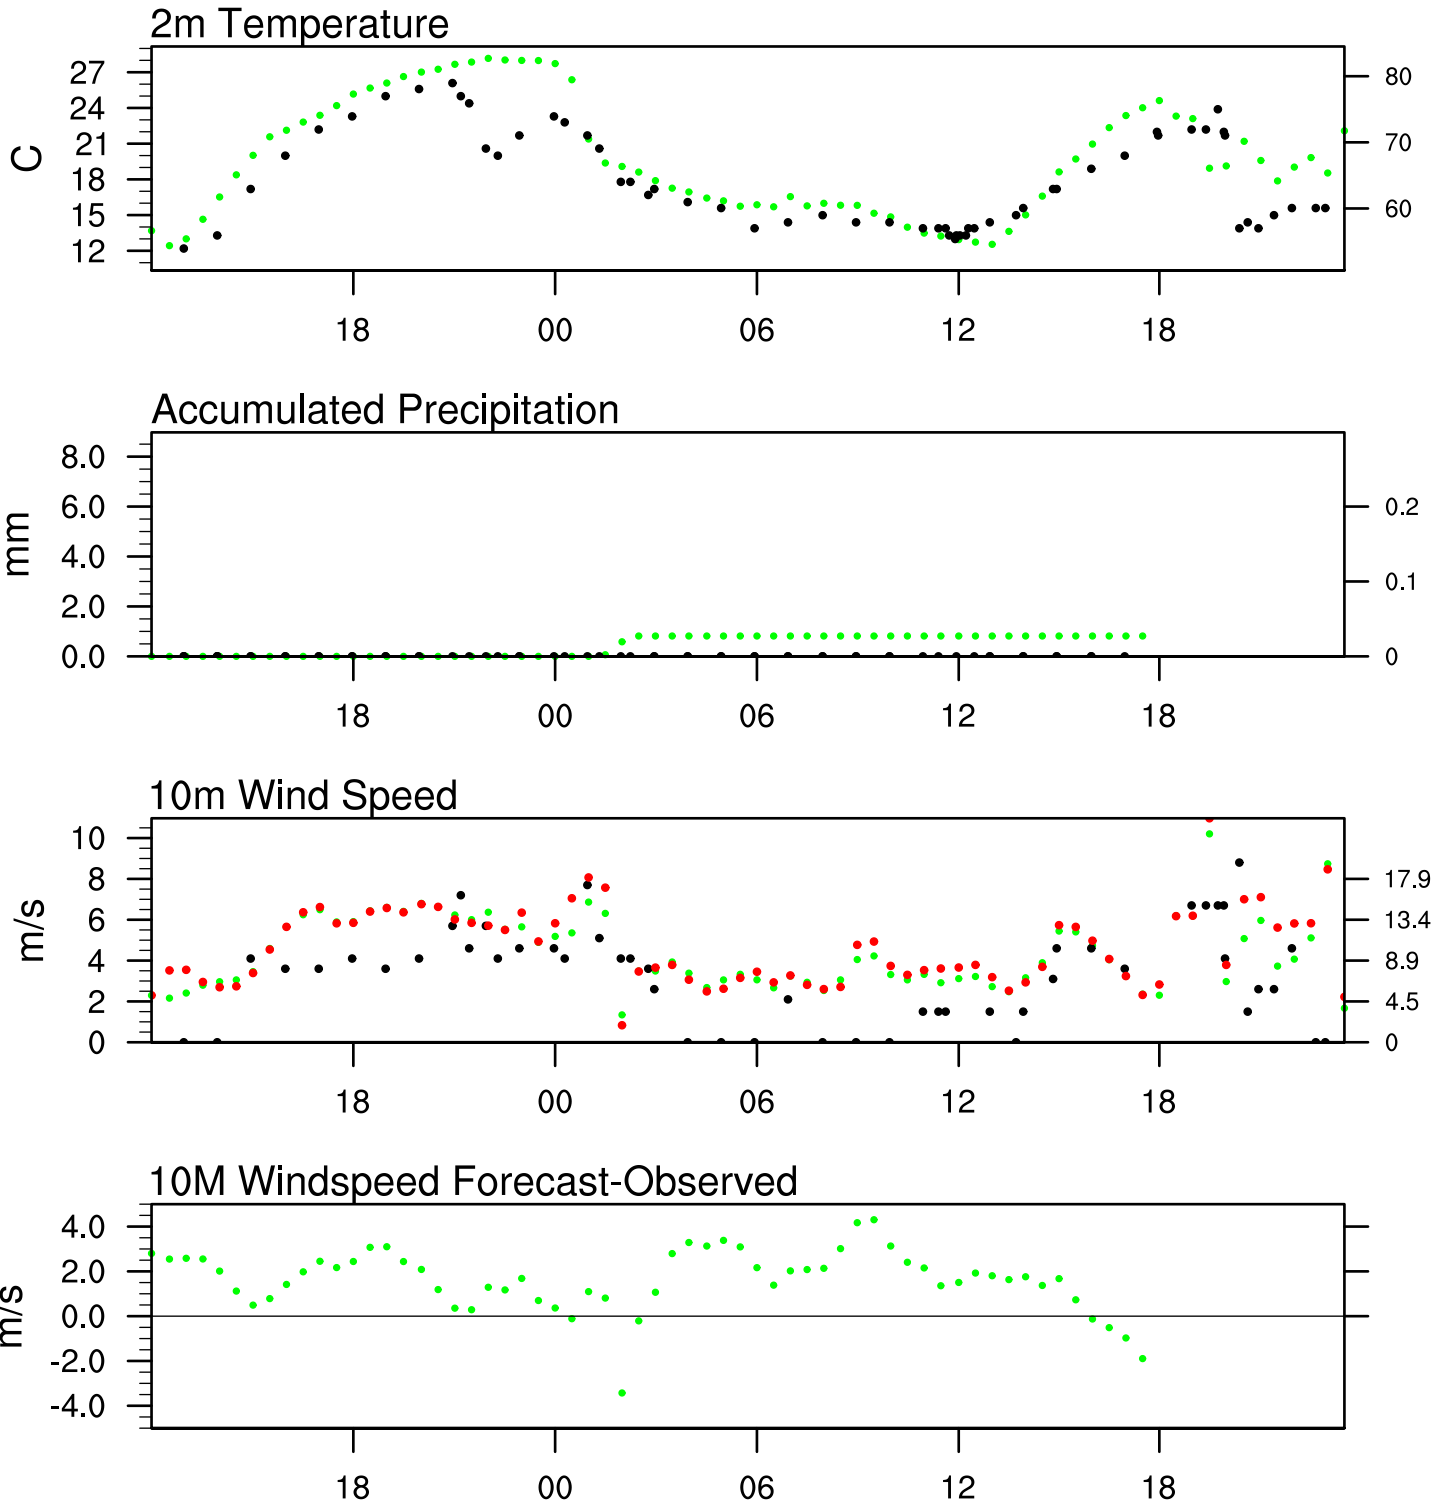 2m Temperature
27
24
21
18
15
12
C
80
70
60
18 00 06 12 18
Accumulated Precipitation
8.0
6.0
4.0
2.0
0.0
mm
0.2
0.1
0
18 00 06 12 18
10m Wind Speed
10
8
6
4
2
0
m/s
17.9
13.4
8.9
4.5
0
18 00 06 12 18
10M Windspeed Forecast-Observed
4.0
2.0
0.0
-2.0
-4.0
m/s
18 00 06 12 18